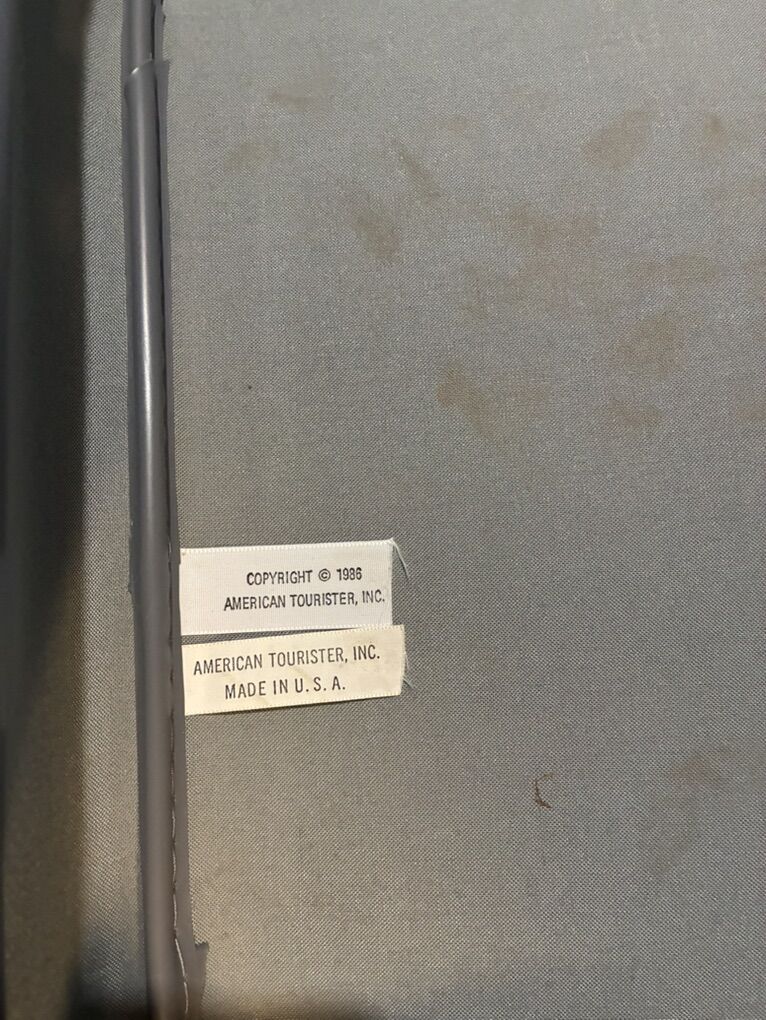 COPYRIGHT © 1986
AMERICAN TOURISTER, INC.
AMERICAN TOURISTER, INC.
MADE IN U. S. A.